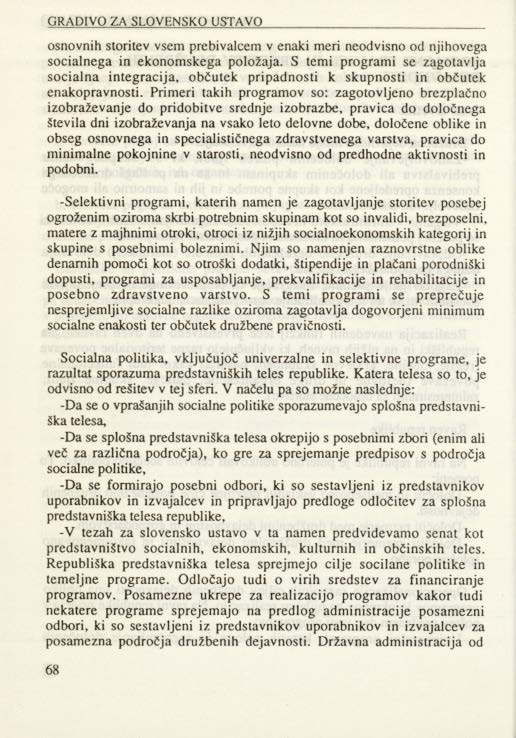 GRADIVO ZA SLOVENSKO USTAVO
osnovnih storitev vsem prebivalcem v enaki meri neodvisno od njihovega
socialnega in ekonomskega položaja. S temi programi se zagotavlja
socialna integracija, občutek pripadnosti k skupnosti in občutek
enakopravnosti. Primeri takih programov so: zagotovljeno brezplačno
izobraževanje do pridobitve srednje izobrazbe, pravica do določnega
števila dni izobraževanja na vsako leto delovne dobe, določene oblike in
obseg osnovnega in specialističnega zdravstvenega varstva, pravica do
minimalne pokojnine v starosti, neodvisno od predhodne aktivnosti in
podobni.
-Selektivni programi, katerih namen je zagotavljanje storitev posebej
ogroženim oziroma skrbi potrebnim skupinam kot so invalidi, brezposelni,
matere z majhnimi otroki, otroci iz nižjih socialnoekonomskih kategorij in
skupine s posebnimi boleznimi. Njim so namenjen raznovrstne oblike
denarnih pomoči kot so otroški dodatki, štipendije in plačani porodniški
dopusti, programi za usposabljanje, prekvalifikacije in rehabilitacije in
posebno zdravstveno varstvo. S temi programi se preprečuje
nesprejemljive socialne razlike oziroma zagotavlja dogovorjeni minimum
socialne enakosti ter občutek družbene pravičnosti.
Socialna politika, vključujoč univerzalne in selektivne programe, je
razultat sporazuma predstavniških teles republike. Katera telesa so to, je
odvisno od rešitev v tej sferi. V načelu pa so možne naslednje:
-Da se o vprašanjih socialne politike sporazumevajo splošna predstavni-
ška telesa,
-Da se splošna predstavniška telesa okrepijo s posebnimi zbori (enim ali
več za različna področja), ko gre za sprejemanje predpisov s področja
socialne politike,
-Da se formirajo posebni odbori, ki so sestavljeni iz predstavnikov
uporabnikov in izvajalcev in pripravljajo predloge odločitev za splošna
predstavniška telesa republike,
-V tezah za slovensko ustavo v ta namen predvidevamo senat kot
predstavništvo socialnih, ekonomskih, kulturnih in občinskih teles.
Republiška predstavniška telesa sprejmejo cilje socilane politike in
temeljne programe. Odločajo tudi o virih sredstev za financiranje
programov. Posamezne ukrepe za realizacijo programov kakor tudi
nekatere programe sprejemajo na predlog administracije posamezni
odbori, ki so sestavljeni iz predstavnikov uporabnikov in izvajalcev za
posamezna področja družbenih dejavnosti. Državna administracija od
68